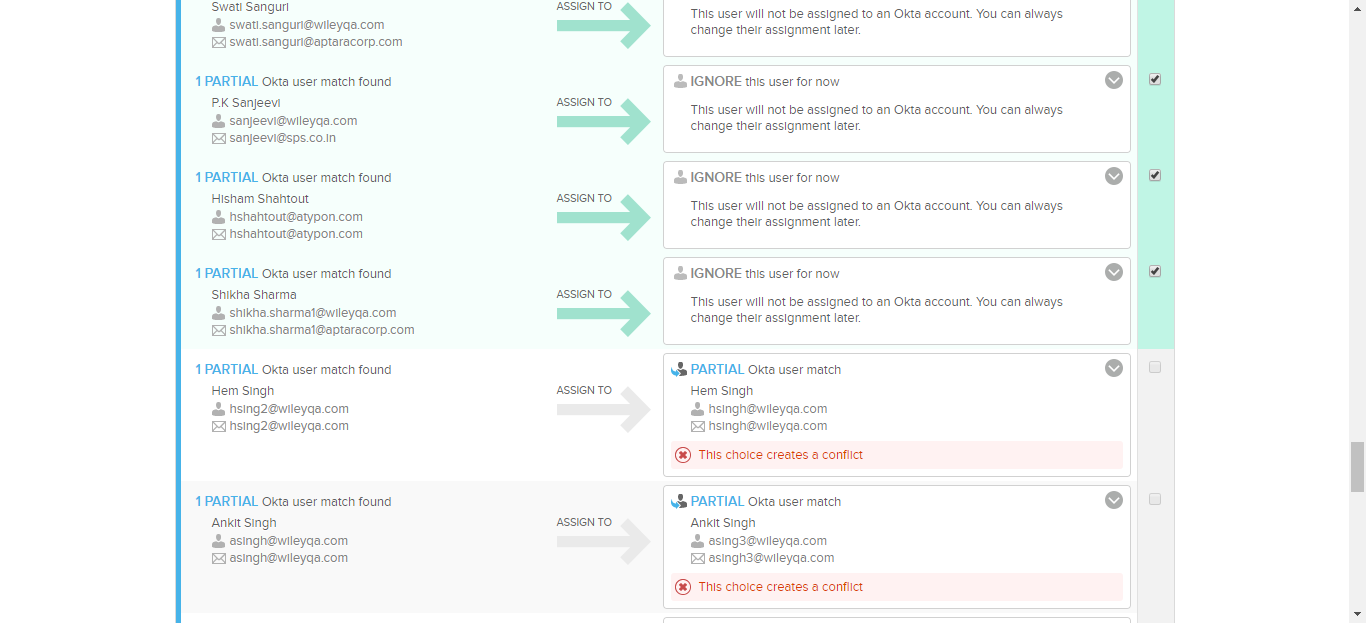 Swati Sanguri
swati.sanguri@wileyqa.com
swati.sanguri@aptaracorp.com
ASSIGN TO
This user will not be assigned to an Okta account. You can always
change their assignment later.
1 PARTIAL Okta user match found
P.K Sanjeevi
sanjeevi@wileyqa.com
sanjeevi@sps.co.in
ASSIGN TO
IGNORE this user for now
This user will not be assigned to an Okta account. You can always
change their assignment later.
1 PARTIAL Okta user match found
Hisham Shahtout
hshahtout@atypon.com
hshahtout@atypon.com
ASSIGN TO
IGNORE this user for now
This user will not be assigned to an Okta account. You can always
change their assignment later.
1 PARTIAL Okta user match found
Shikha Sharma
shikha.sharma1@wileyqa.com
shikha.sharma1@aptaracorp.com
ASSIGN TO
IGNORE this user for now
This user will not be assigned to an Okta account. You can always
change their assignment later.
1 PARTIAL Okta user match found
Hem Singh
hsing2@wileyqa.com
hsing2@wileyqa.com
ASSIGN TO
PARTIAL Okta user match
Hem Singh
hsingh@wileyqa.com
hsingh@wileyqa.com
This choice creates a conflict
1 PARTIAL Okta user match found
Ankit Singh
asingh@wileyqa.com
asingh@wileyqa.com
ASSIGN TO
PARTIAL Okta user match
Ankit Singh
asing3@wileyqa.com
asingh3@wileyqa.com
This choice creates a conflict